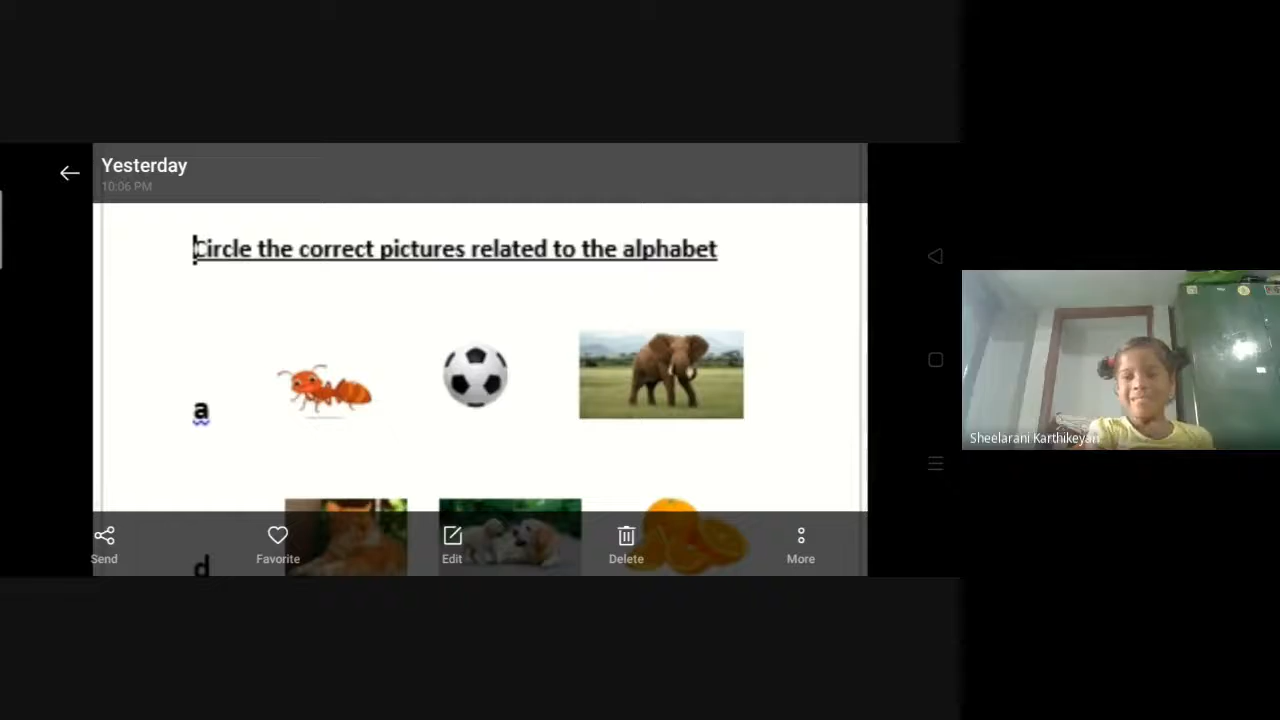 Yesterday
10:06 PM
Circle the correct pictures related to the alphabet
a
d
Send
Favorite
Edit
Delete
More
Sheelarani Karthikeyan